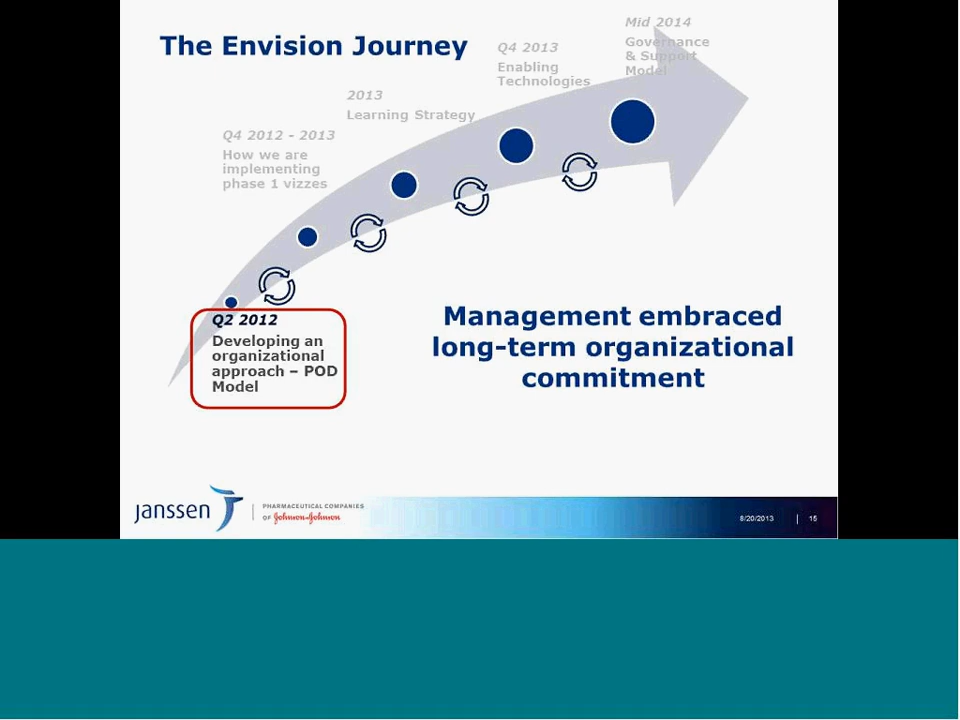 The Envision Journey
Mid 2014
Governance
& Support
Model
Q4 2013
Enabling
Technologies
2013
Learning Strategy
Q4 2012 - 2013
How we are
implementing
phase 1 vizzes
Q2 2012
Developing an
organizational
approach – POD
Model
Management embraced
long-term organizational
commitment
janssen
PHARMACEUTICAL COMPANIES
OF Johnson & Johnson
8/20/2013 | 15